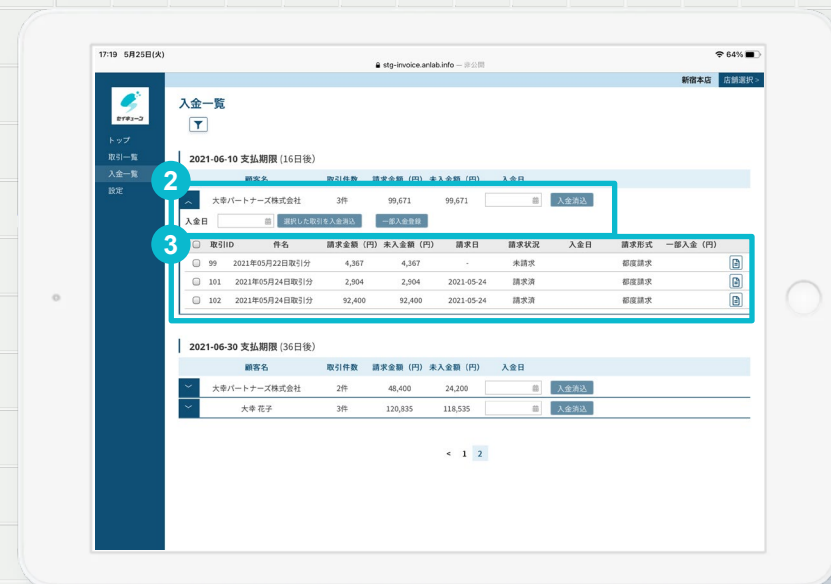 17:19 5月25日(火)
stg-invoice.anlab.info — 非公開
64%
新宿本店 店舗選択 >
セイキューコ
トップ
取引一覧
入金一覧
設定
入金一覧
2021-06-10 支払期限 (16日後)
2
顧客名 取引件数 請求金額（円） 未入金額（円） 入金日
大幸パートナーズ株式会社 3件 99,671 99,671 入金消込
入金日 選択した取引を入金消込 一部入金登録
3
取引ID 件名 請求金額（円） 未入金額（円） 請求日 請求状況 入金日 請求形式 一部入金（円）
99 2021年05月22日取引分 4,367 4,367 - 未請求 都度請求
101 2021年05月24日取引分 2,904 2,904 2021-05-24 請求済 都度請求
102 2021年05月24日取引分 92,400 92,400 2021-05-24 請求済 都度請求
2021-06-30 支払期限 (36日後)
顧客名 取引件数 請求金額（円） 未入金額（円） 入金日
大幸パートナーズ株式会社 2件 48,400 24,200 入金消込
大幸 花子 3件 120,835 118,535 入金消込
< 1 2